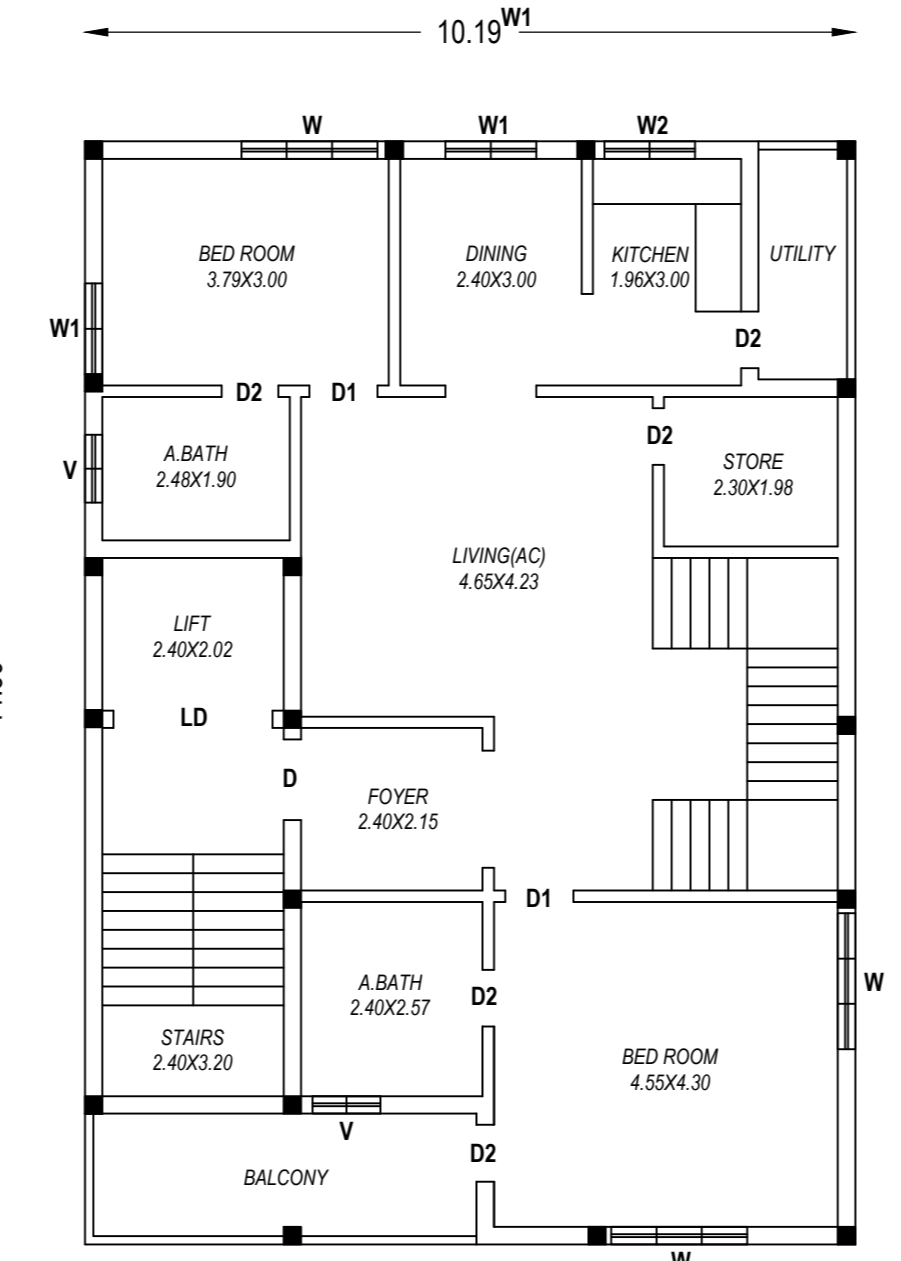 W1
10.19
W
W1
W2
BED ROOM
3.79X3.00
DINING
2.40X3.00
KITCHEN
1.96X3.00
UTILITY
W1
D2
D2
D1
D2
A.BATH
2.48X1.90
V
STORE
2.30X1.98
LIVING(AC)
4.65X4.23
LIFT
2.40X2.02
LD
D
FOYER
2.40X2.15
D1
A.BATH
2.40X2.57
D2
W
STAIRS
2.40X3.20
BED ROOM
4.55X4.30
V
D2
BALCONY
W